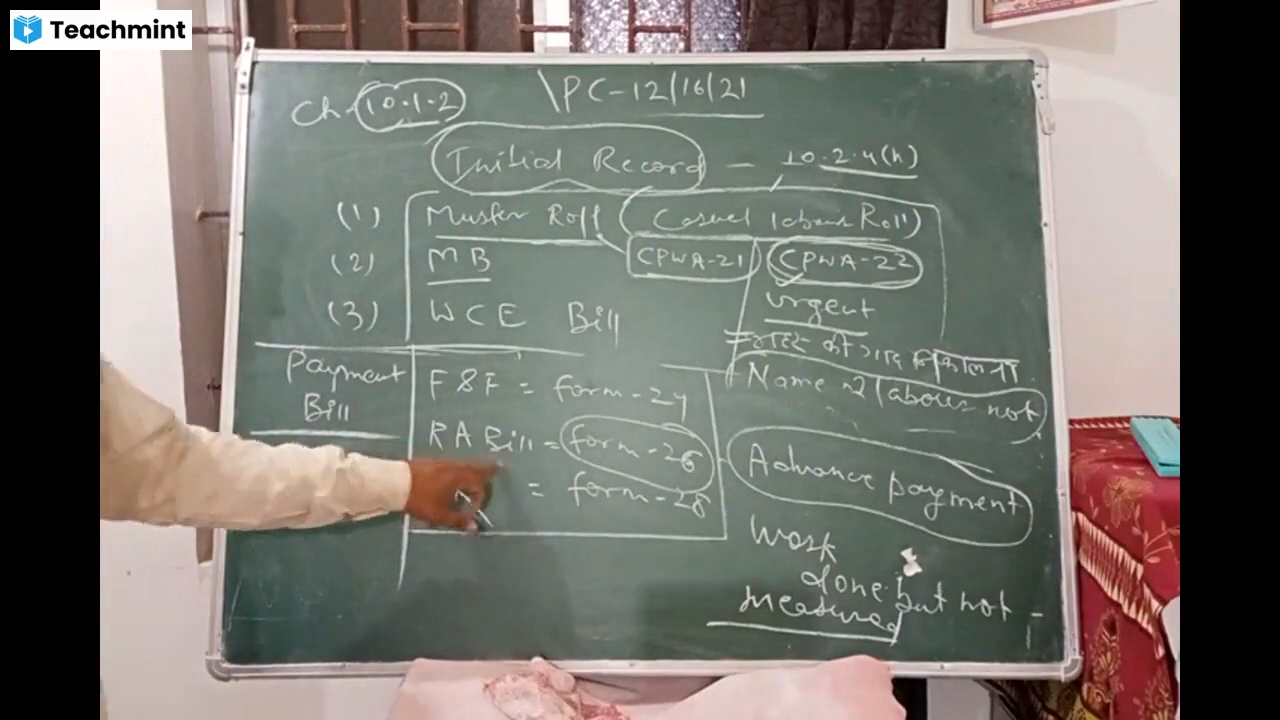 Teachmint
Ch - 10.1.2
PC-12/16/21
Initial Record - 10.2.4(h)
(1) Muster Roll (Casual labour Roll)
(2) MB
CPWA-21
CPWA-22
(3) WCE Bill
urgent
बाढ़ की
Name of labour not
Payment
Bill
F&F = form-24
RA Bill = form-26
= form-28
Advance payment
Work
done but not
measured